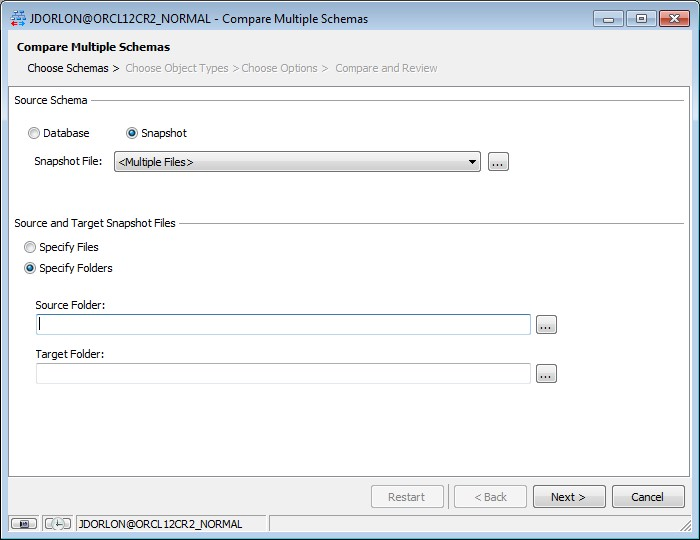 JDORLON@ORCL12CR2_NORMAL - Compare Multiple Schemas
Compare Multiple Schemas
Choose Schemas > Choose Object Types > Choose Options > Compare and Review
Source Schema
Database Snapshot
Snapshot File: <Multiple Files> ...
Source and Target Snapshot Files
Specify Files
Specify Folders
Source Folder:
...
Target Folder:
...
Restart < Back Next > Cancel
JDORLON@ORCL12CR2_NORMAL